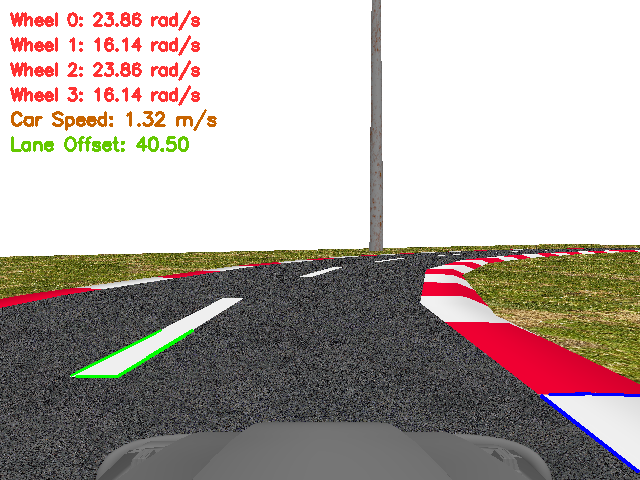 Wheel 0: 23.86 rad/s
Wheel 1: 16.14 rad/s
Wheel 2: 23.86 rad/s
Wheel 3: 16.14 rad/s
Car Speed: 1.32 m/s
Lane Offset: 40.50